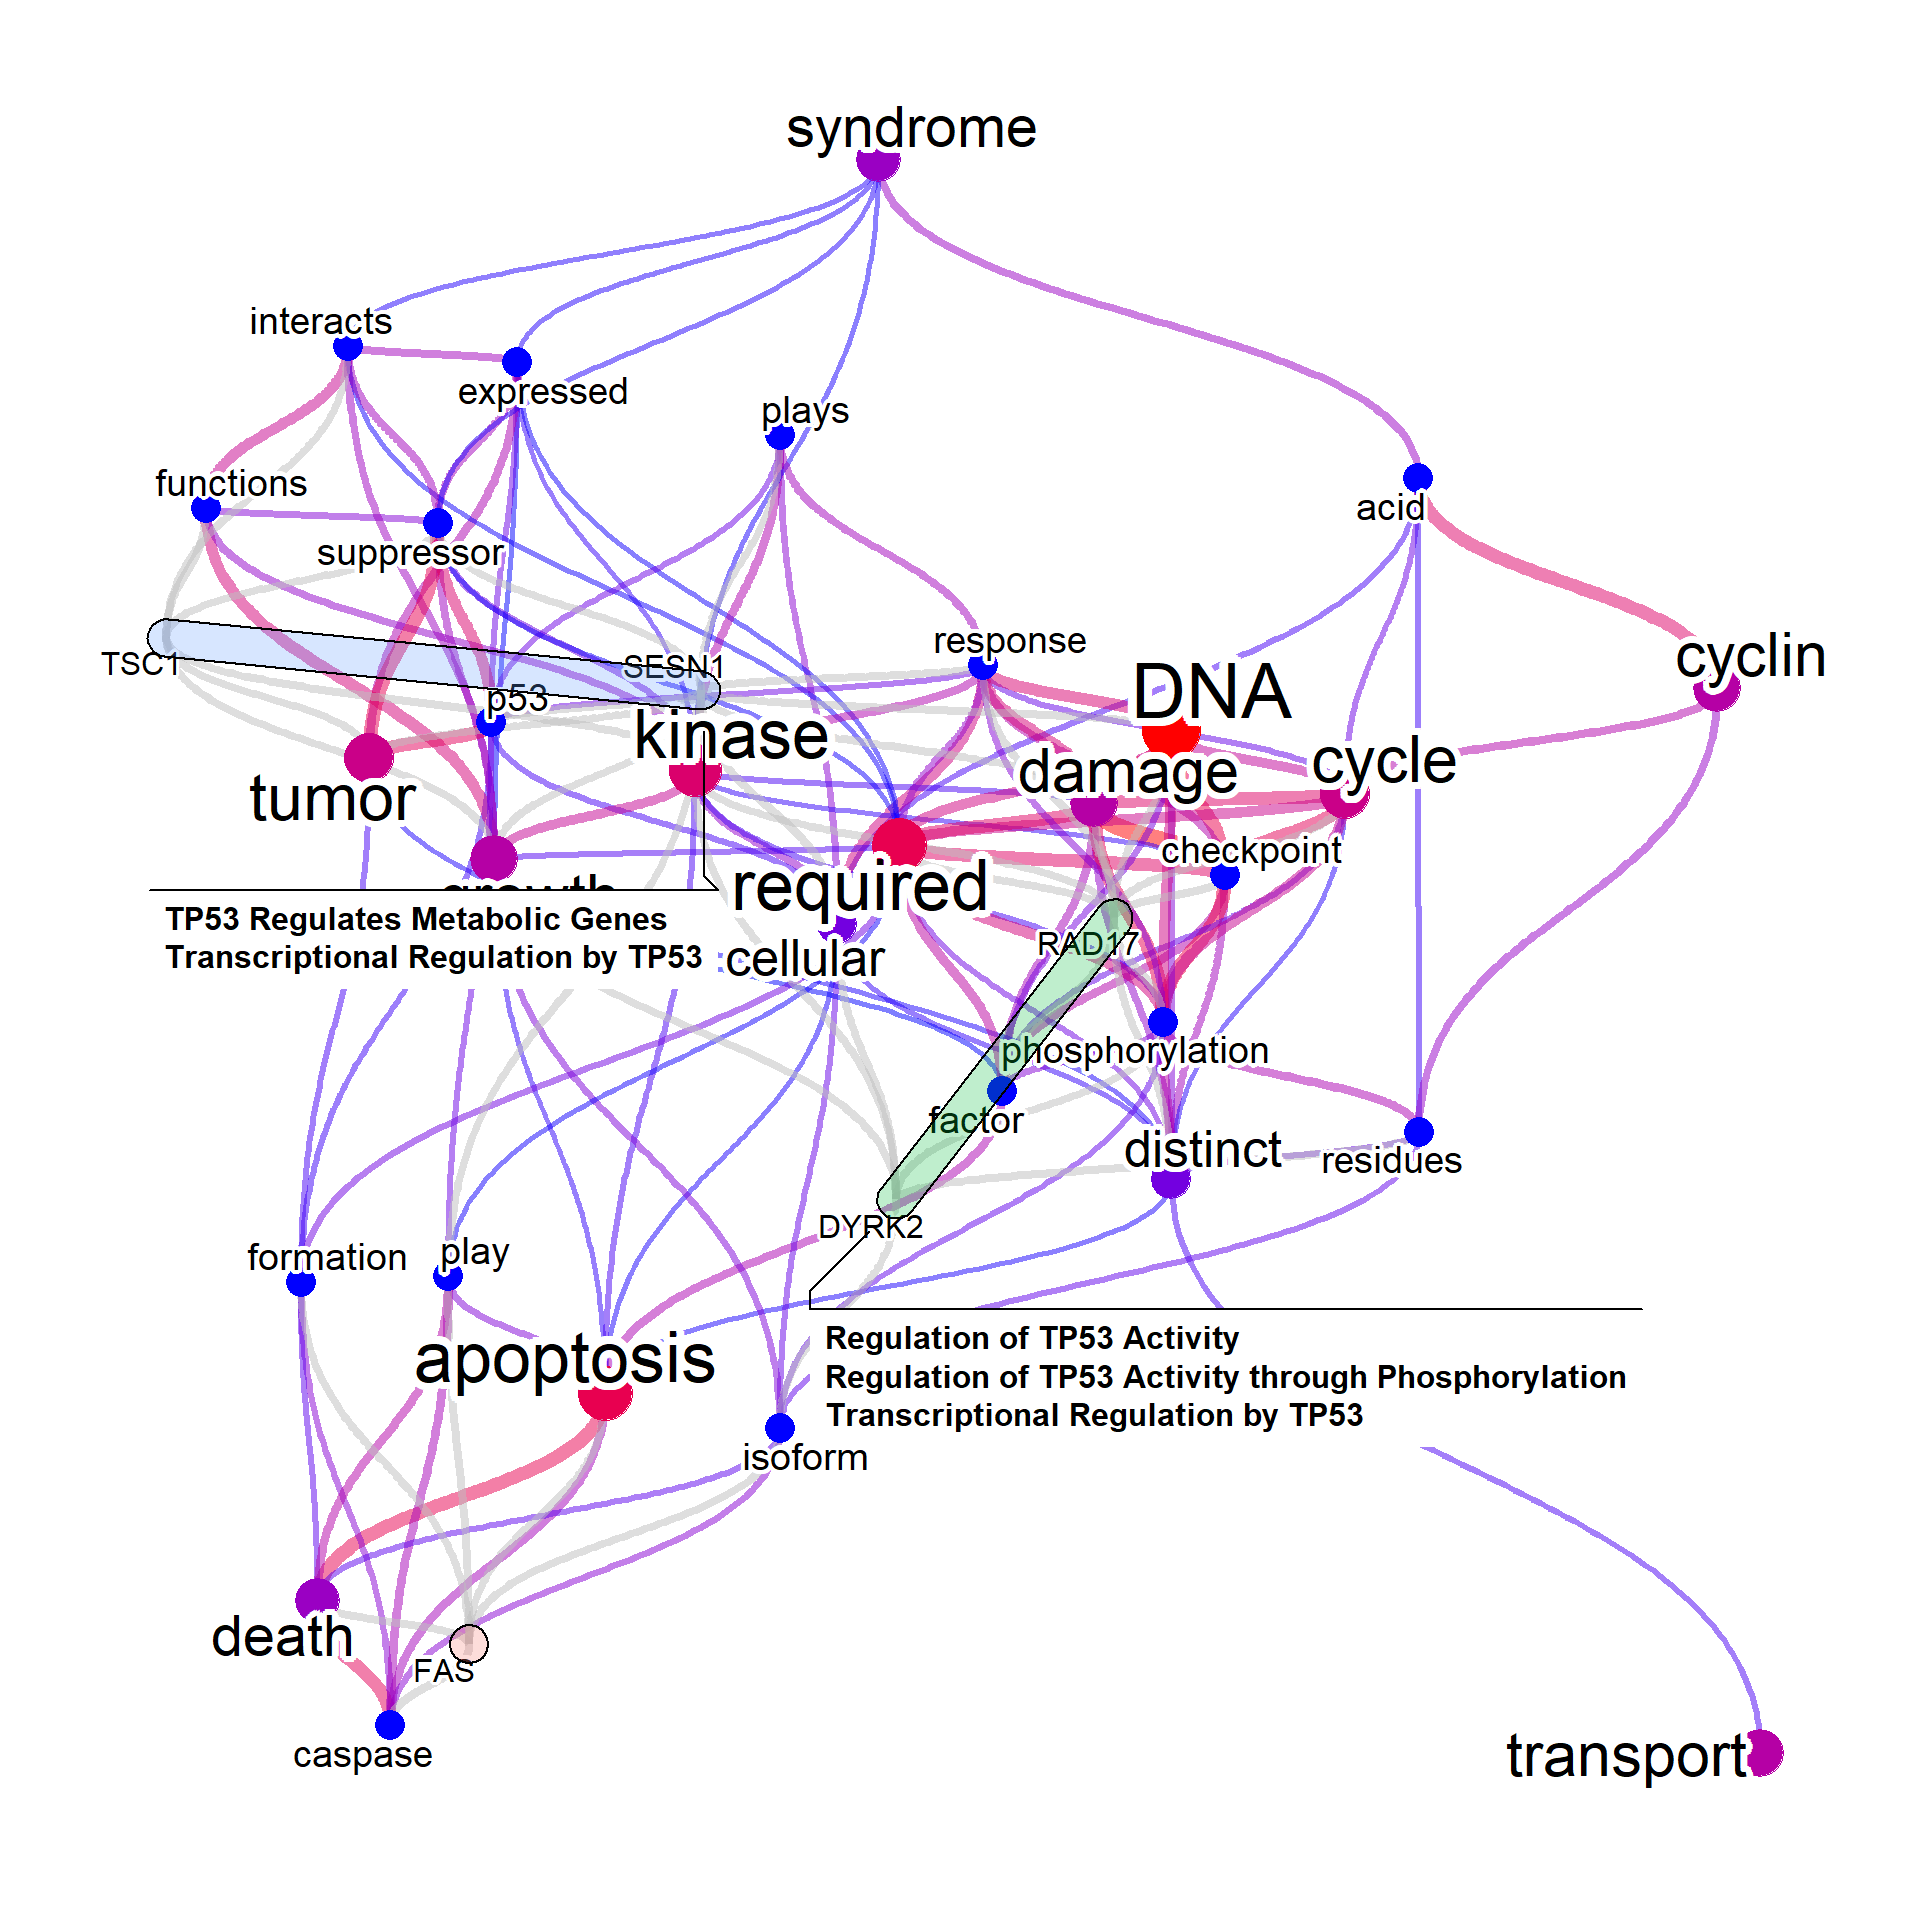 syndrome
interacts
expressed
plays
functions
acid
suppressor
response
TSC1
SESN1
cyclin
p53
DNA
kinase
cycle
damage
tumor
checkpoint
required
growth
TP53 Regulates Metabolic Genes
Transcriptional Regulation by TP53
cellular
RAD17
phosphorylation
factor
distinct
residues
DYRK2
formation
play
Regulation of TP53 Activity
Regulation of TP53 Activity through Phosphorylation
Transcriptional Regulation by TP53
apoptosis
isoform
death
FAS
caspase
transport